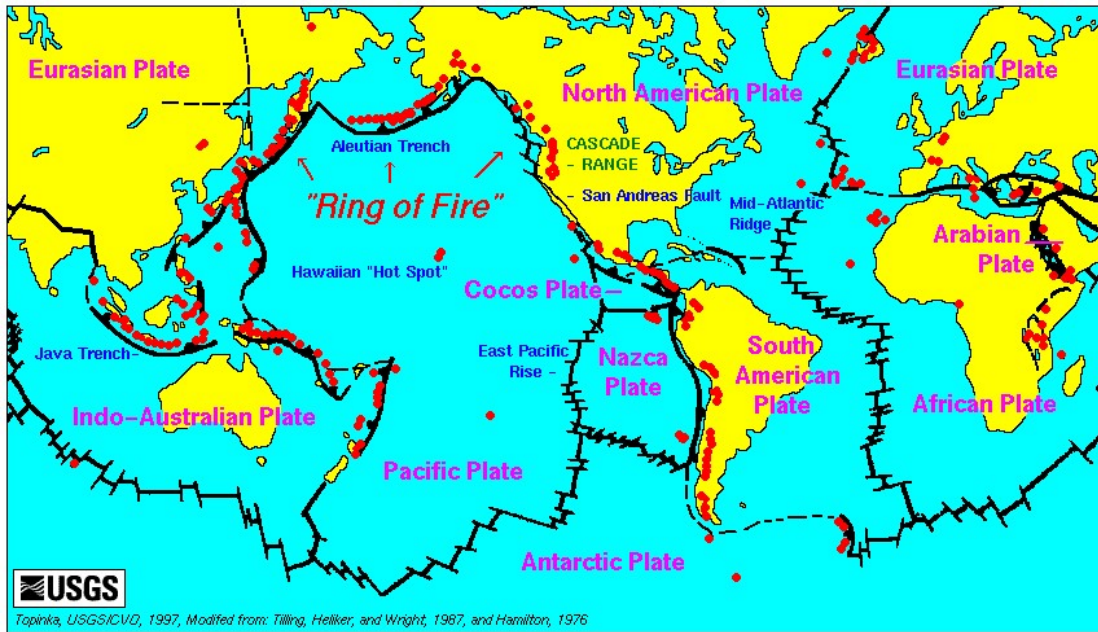 Eurasian Plate
North American Plate
Eurasian Plate
Aleutian Trench
CASCADE
- RANGE
"Ring of Fire"
- San Andreas Fault
Mid-Atlantic
Ridge
Arabian
Plate
Hawaiian "Hot Spot"
Cocos Plate
Java Trench
East Pacific
Rise -
Nazca
Plate
South
American
Plate
Indo-Australian Plate
African Plate
Pacific Plate
Antarctic Plate
USGS
Topinka, USGS/CVO, 1997, Modifed from: Tilling, Heliker, and Wright, 1987, and Hamilton, 1976